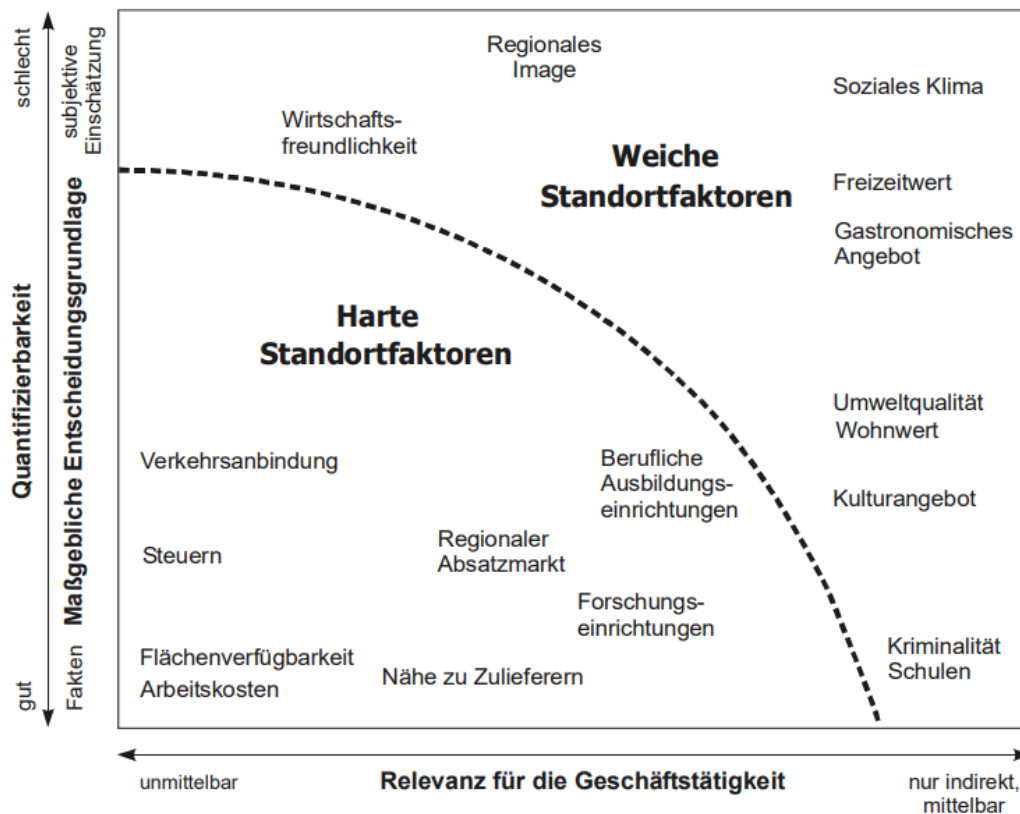 schlecht
subjektive
Einschätzung
Quantifizierbarkeit
Maßgebliche Entscheidungsgrundlage
gut
Fakten
Regionales
Image
Soziales Klima
Wirtschafts-
freundlichkeit
Weiche
Standortfaktoren
Freizeitwert
Gastronomisches
Angebot
Harte
Standortfaktoren
Umweltqualität
Wohnwert
Verkehrsanbindung
Berufliche
Ausbildungs-
einrichtungen
Kulturangebot
Steuern
Regionaler
Absatzmarkt
Forschungs-
einrichtungen
Flächenverfügbarkeit
Arbeitskosten
Nähe zu Zulieferern
Kriminalität
Schulen
unmittelbar
Relevanz für die Geschäftstätigkeit
nur indirekt,
mittelbar